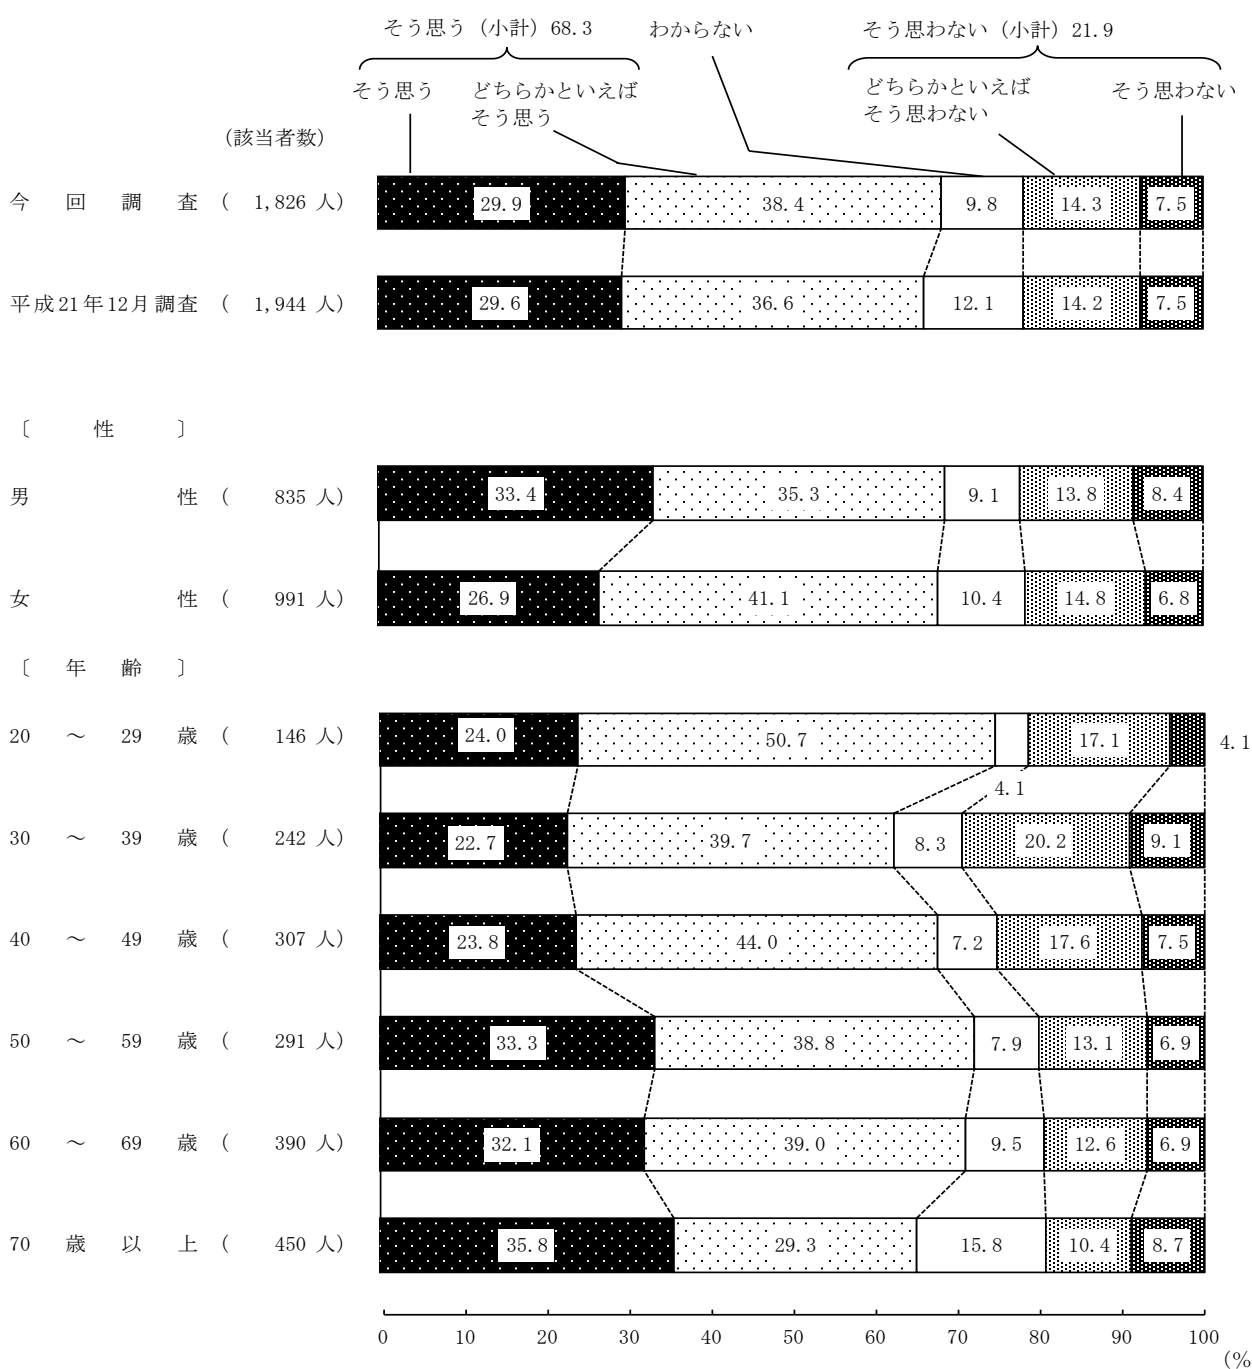 そう思う（小計）68.3　わからない　そう思わない（小計）21.9
そう思う　どちらかといえば　どちらかといえば　そう思わない
そう思う　そう思わない
（該当者数）
今回調査（ 1,826 人） 29.9 38.4 9.8 14.3 7.5
平成21年12月調査（ 1,944 人） 29.6 36.6 12.1 14.2 7.5
〔 性 〕
男性（ 835 人） 33.4 35.3 9.1 13.8 8.4
女性（ 991 人） 26.9 41.1 10.4 14.8 6.8
〔 年齢 〕
20 ～ 29 歳（ 146 人） 24.0 50.7 17.1 4.1
4.1
30 ～ 39 歳（ 242 人） 22.7 39.7 8.3 20.2 9.1
40 ～ 49 歳（ 307 人） 23.8 44.0 7.2 17.6 7.5
50 ～ 59 歳（ 291 人） 33.3 38.8 7.9 13.1 6.9
60 ～ 69 歳（ 390 人） 32.1 39.0 9.5 12.6 6.9
70 歳以上（ 450 人） 35.8 29.3 15.8 10.4 8.7
0 10 20 30 40 50 60 70 80 90 100
（%